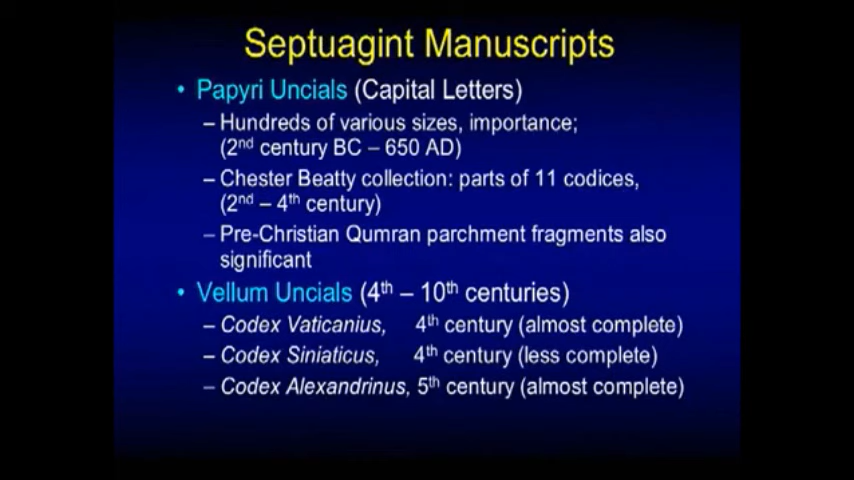 Septuagint Manuscripts
• Papyri Uncials (Capital Letters)
– Hundreds of various sizes, importance;
(2nd century BC – 650 AD)
– Chester Beatty collection: parts of 11 codices,
(2nd – 4th century)
– Pre-Christian Qumran parchment fragments also
significant
• Vellum Uncials (4th – 10th centuries)
– Codex Vaticanius, 4th century (almost complete)
– Codex Siniaticus, 4th century (less complete)
– Codex Alexandrinus, 5th century (almost complete)